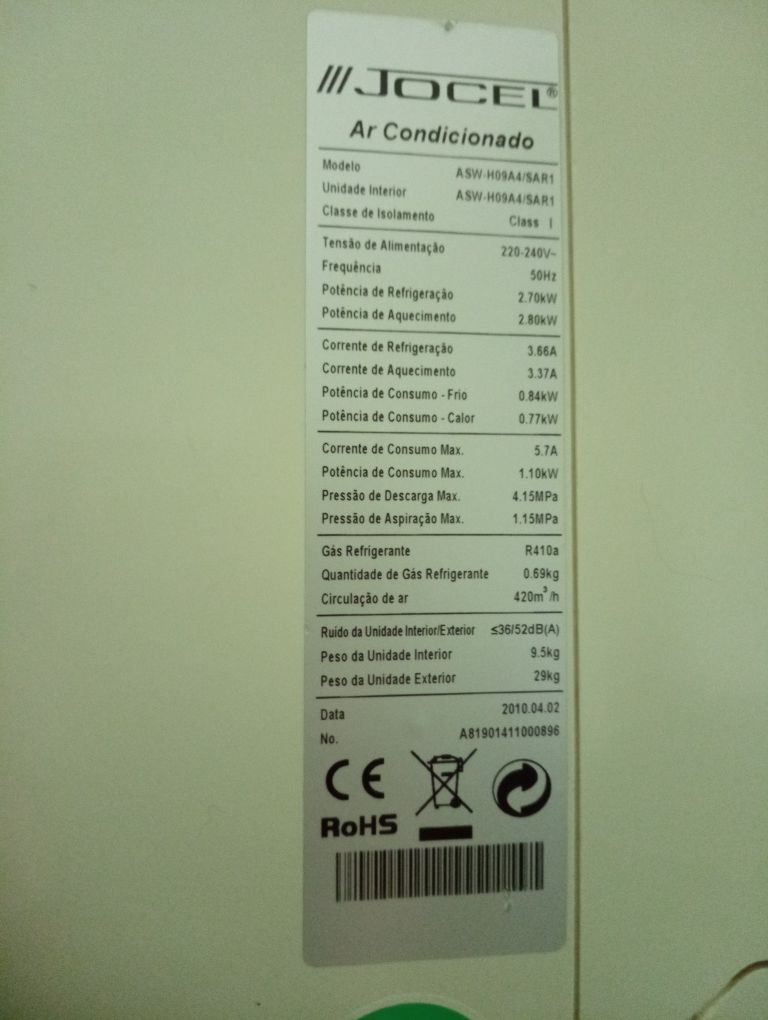 JOCEL®
Ar Condicionado
Modelo ASW-H09A4/SAR1
Unidade Interior ASW-H09A4/SAR1
Classe de Isolamento Class I
Tensão de Alimentação 220-240V~
Frequência 50Hz
Potência de Refrigeração 2.70kW
Potência de Aquecimento 2.80kW
Corrente de Refrigeração 3.66A
Corrente de Aquecimento 3.37A
Potência de Consumo - Frio 0.84kW
Potência de Consumo - Calor 0.77kW
Corrente de Consumo Max. 5.7A
Potência de Consumo Max. 1.10kW
Pressão de Descarga Max. 4.15MPa
Pressão de Aspiração Max. 1.15MPa
Gás Refrigerante R410a
Quantidade de Gás Refrigerante 0.69kg
Circulação de ar 420m³/h
Ruído da Unidade Interior/Exterior ≤36/52dB(A)
Peso da Unidade Interior 9.5kg
Peso da Unidade Exterior 29kg
Data 2010.04.02
No. A81901411000896
CE
RoHS